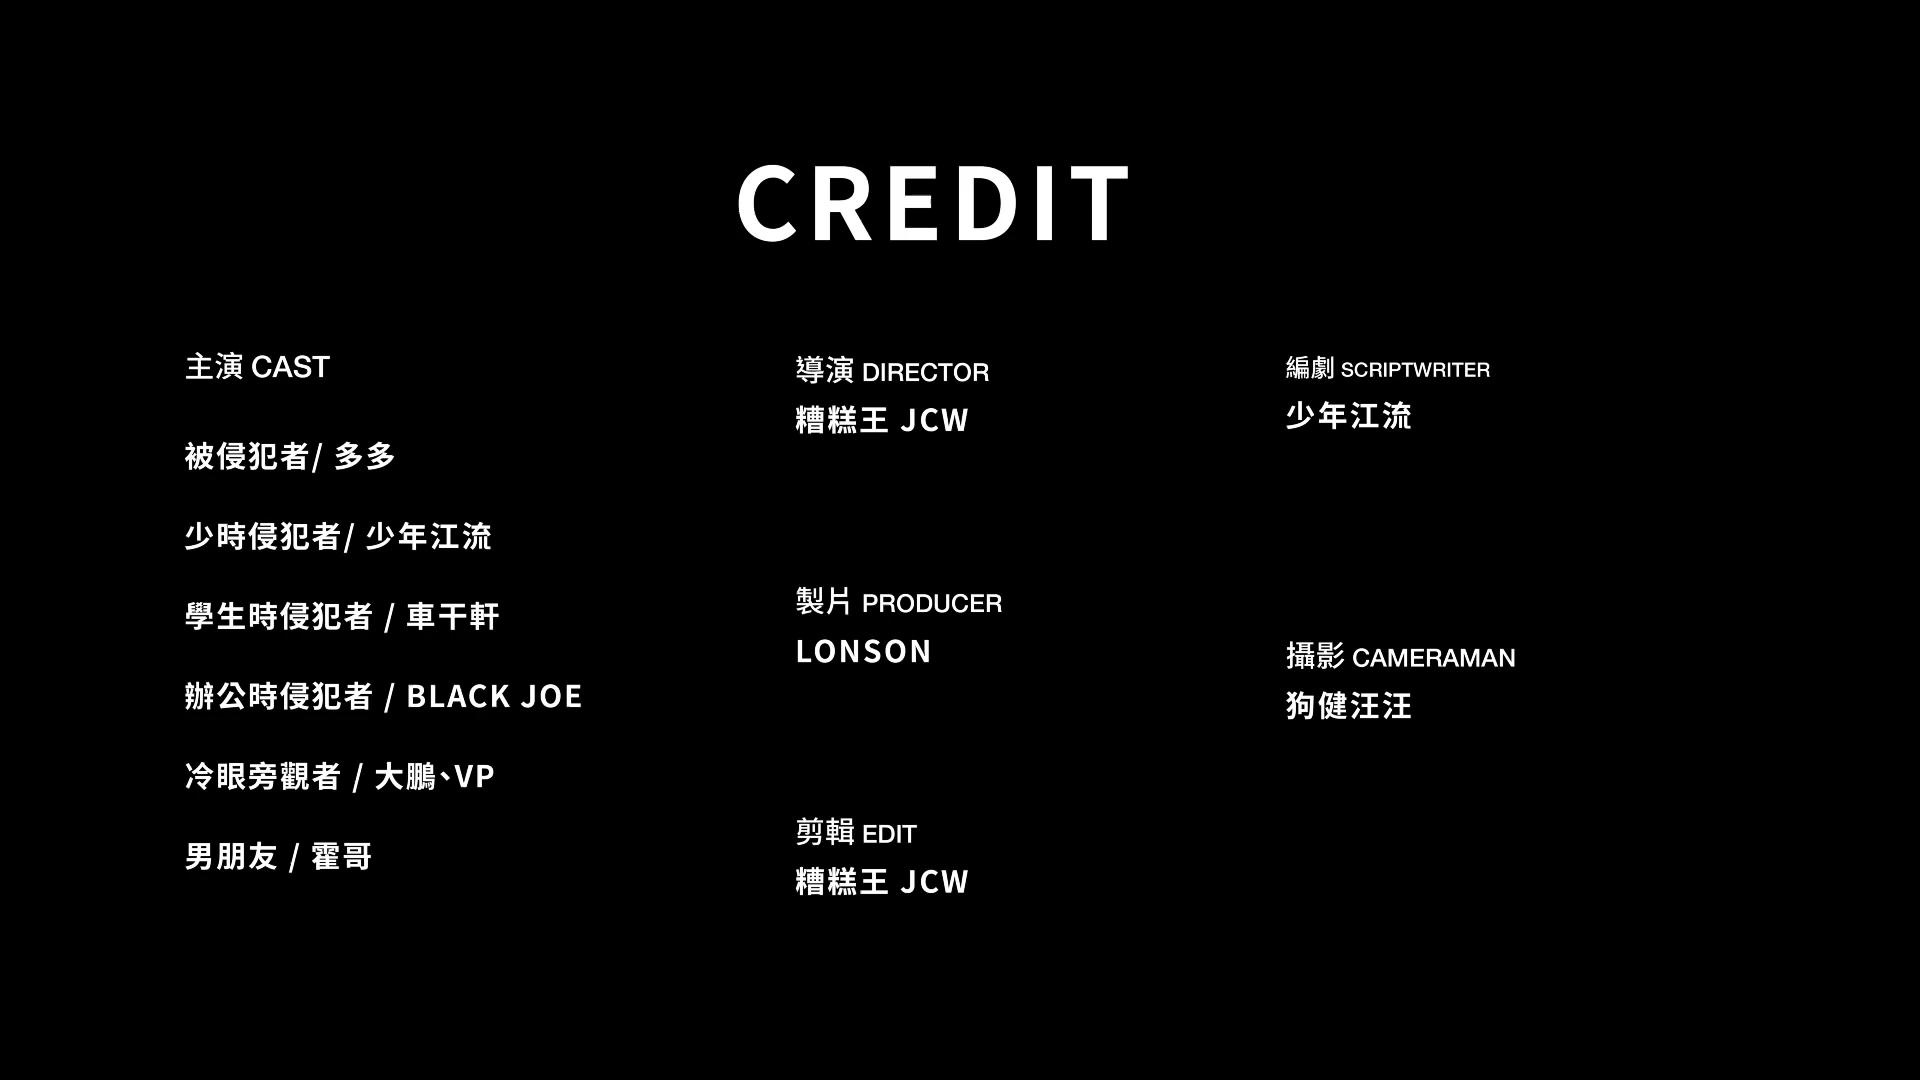 CREDIT
主演 CAST
被侵犯者/ 多多
少時侵犯者/ 少年江流
學生時侵犯者 / 車干軒
辦公時侵犯者 / BLACK JOE
冷眼旁觀者 / 大鵬、VP
男朋友 / 霍哥
導演 DIRECTOR
糟糕王 JCW
製片 PRODUCER
LONSON
剪輯 EDIT
糟糕王 JCW
編劇 SCRIPTWRITER
少年江流
攝影 CAMERAMAN
狗健汪汪